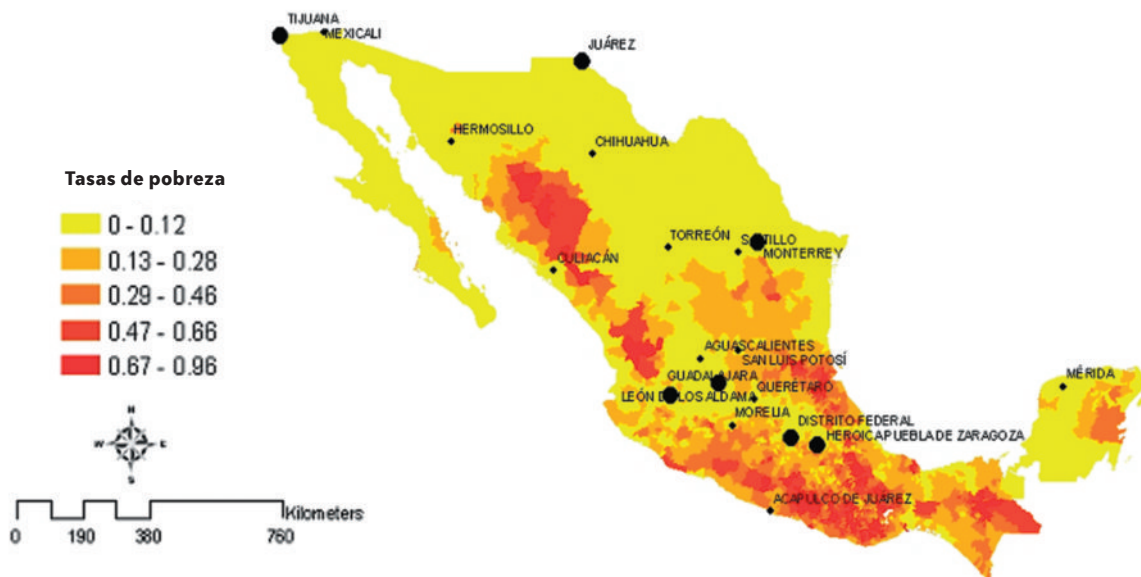 TIJUANA
MEXICALI
JUÁREZ
HERMOSILLO
CHIHUAHUA
Tasas de pobreza
0 - 0.12
0.13 - 0.28
0.29 - 0.46
0.47 - 0.66
0.67 - 0.96
TORREÓN
MONTERREY
CULIACÁN
AGUASCALIENTES
SAN LUIS POTOSÍ
GUADALAJARA
MÉRIDA
QUERÉTARO
LEÓN DE LOS ALDAMA
MORELIA
DISTRITO FEDERAL
HEROICA PUEBLA DE ZARAGOZA
ACAPULCO DE JUÁREZ
N
W E
S
Kilometers
0 190 380 760